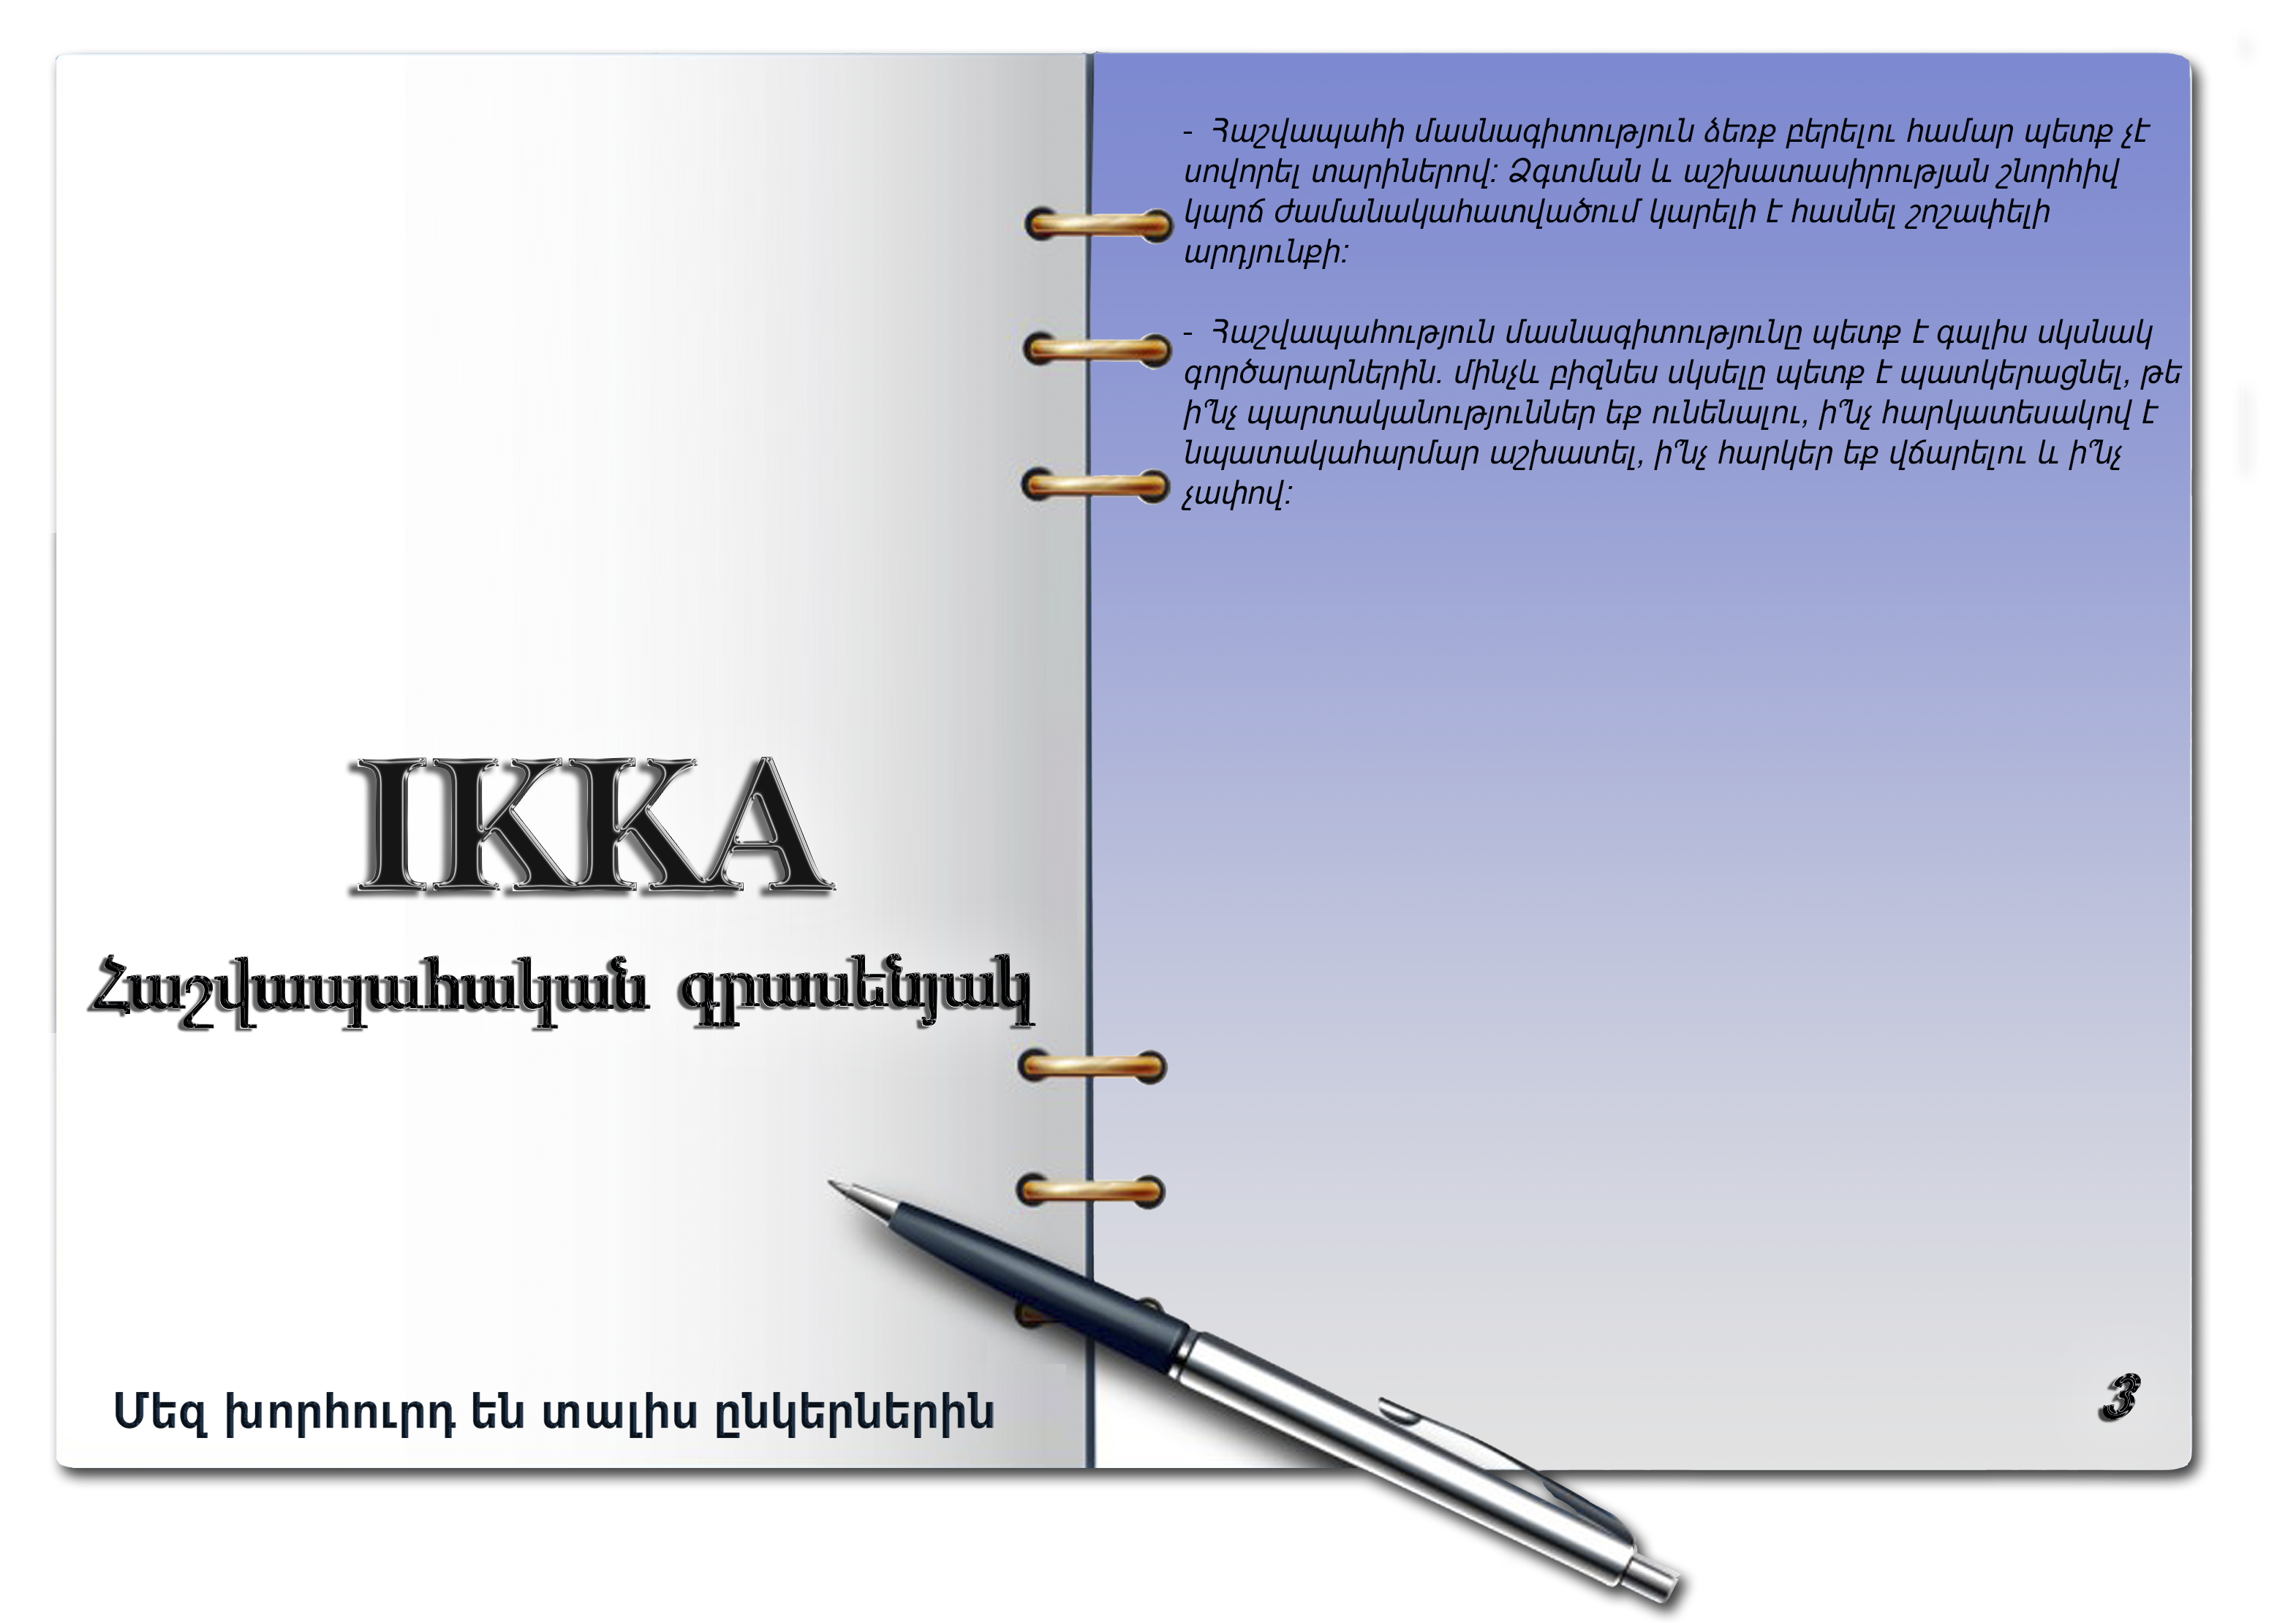 IKKA
Հաշվապահական գրասենյակ
Մեզ խորհուրդ են տալիս ընկերներին
- Հաշվապահի մասնագիտություն ձեռք բերելու համար պետք չէ
սովորել տարիներով: Ձգտման և աշխատասիրության շնորհիվ
կարճ ժամանակահատվածում կարելի է հասնել շոշափելի
արդյունքի:
- Հաշվապահություն մասնագիտությունը պետք է գալիս սկսնակ
գործարարներին. մինչև բիզնես սկսելը պետք է պատկերացնել, թե
ի՞նչ պարտականություններ եք ունենալու, ի՞նչ հարկատեսակով է
նպատակահարմար աշխատել, ի՞նչ հարկեր եք վճարելու և ի՞նչ
չափով:
3